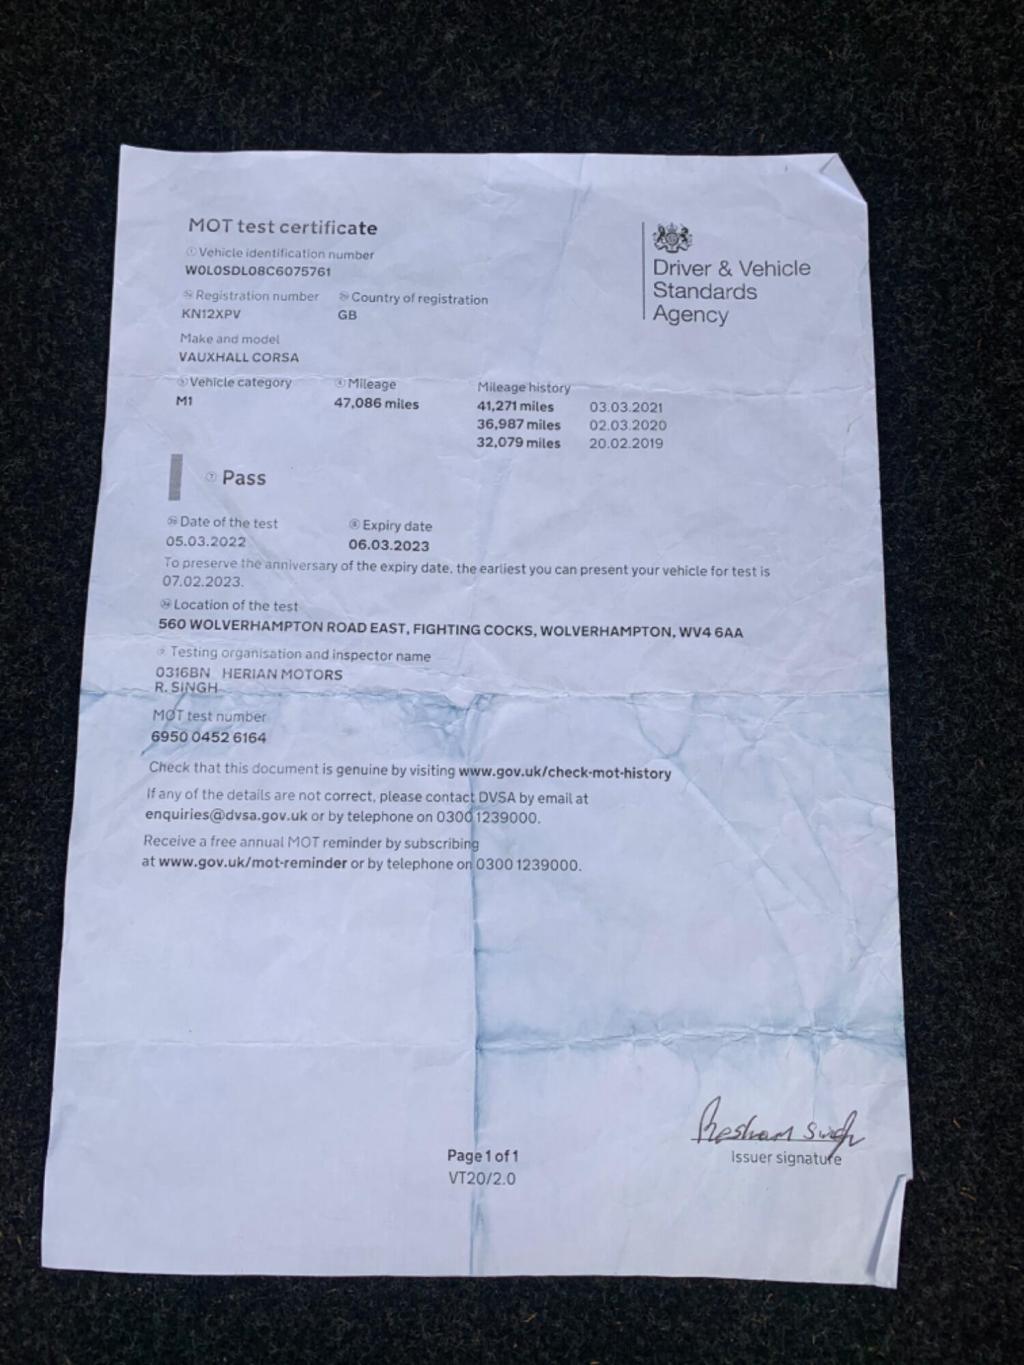 MOT test certificate
Vehicle identification number
W0L0SDL08C6075761
Registration number
KN12XPV
Country of registration
GB
Make and model
VAUXHALL CORSA
Vehicle category
M1
Mileage
47,086 miles
Mileage history
41,271 miles 03.03.2021
36,987 miles 02.03.2020
32,079 miles 20.02.2019
Driver & Vehicle
Standards
Agency
Pass
Date of the test
05.03.2022
Expiry date
06.03.2023
To preserve the anniversary of the expiry date, the earliest you can present your vehicle for test is
07.02.2023.
Location of the test
560 WOLVERHAMPTON ROAD EAST, FIGHTING COCKS, WOLVERHAMPTON, WV4 6AA
Testing organisation and inspector name
0316BN HERIAN MOTORS
R. SINGH
MOT test number
6950 0452 6164
Check that this document is genuine by visiting www.gov.uk/check-mot-history
If any of the details are not correct, please contact DVSA by email at
enquiries@dvsa.gov.uk or by telephone on 0300 1239000.
Receive a free annual MOT reminder by subscribing
at www.gov.uk/mot-reminder or by telephone on 0300 1239000.
Resham Singh
Issuer signature
Page 1 of 1
VT20/2.0